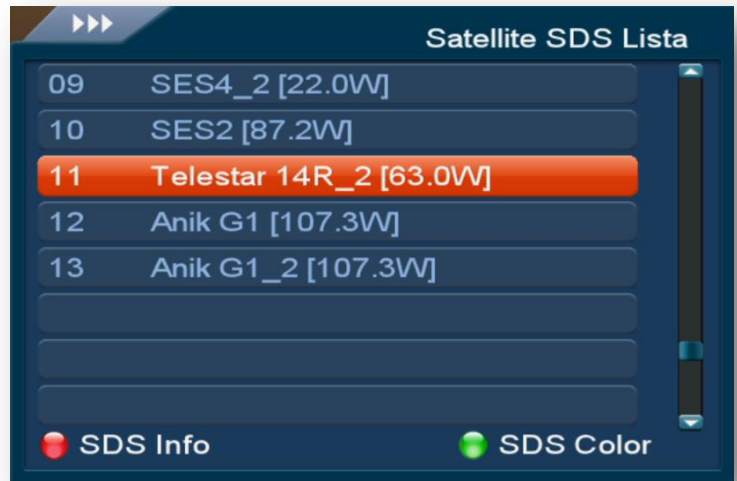 Satellite SDS Lista
09 SES4_2 [22.0W]
10 SES2 [87.2W]
11 Telestar 14R_2 [63.0W]
12 Anik G1 [107.3W]
13 Anik G1_2 [107.3W]
SDS Info SDS Color